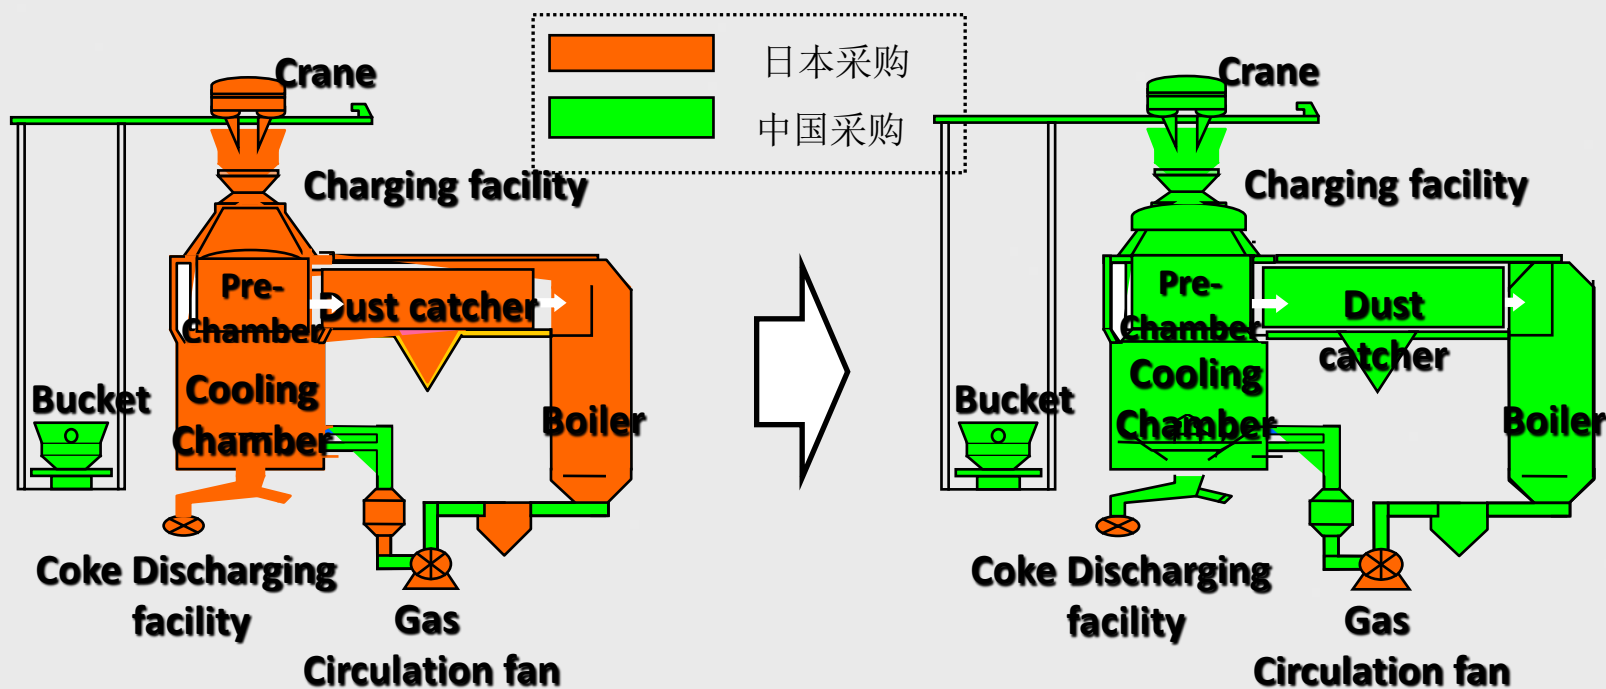 日本采购
中国采购
Crane
Charging facility
Pre-
Chamber
Dust catcher
Cooling
Chamber
Bucket
Boiler
Coke Discharging
facility
Gas
Circulation fan
Crane
Charging facility
Pre-
Chamber
Dust
catcher
Cooling
Chamber
Bucket
Boiler
Coke Discharging
facility
Gas
Circulation fan